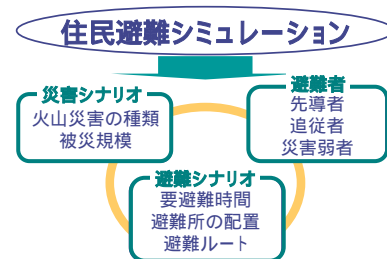 住民避難シミュレーション
災害シナリオ
火山災害の種類
被災規模
避難者
先導者
追従者
災害弱者
避難シナリオ
要避難時間
避難所の配置
避難ルート